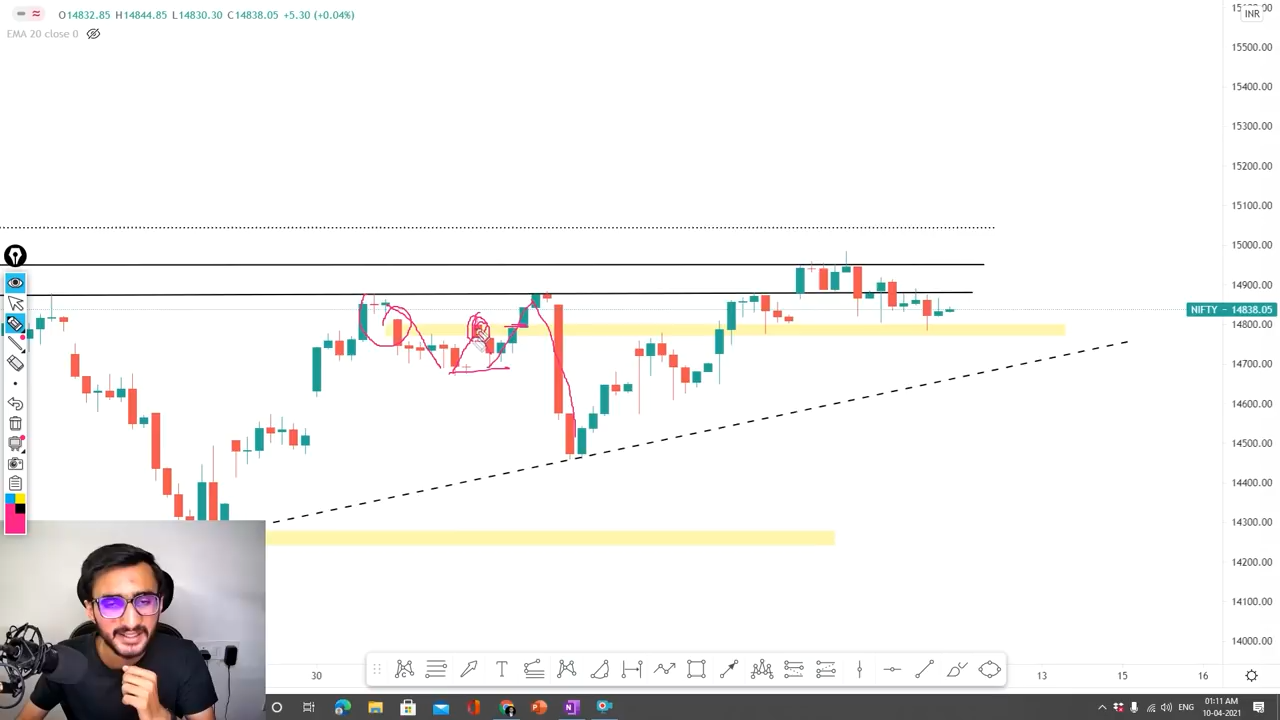 O14832.85 H14844.85 L14830.30 C14838.05 +5.30 (+0.04%)
EMA 20 close 0
INR
15500.00
15400.00
15300.00
15200.00
15100.00
15000.00
14900.00
NIFTY 14838.05
14800.00
14700.00
14600.00
14500.00
14400.00
14300.00
14200.00
14100.00
14000.00
30 13 15 16
T
ENG
01:11 AM
10-04-2021